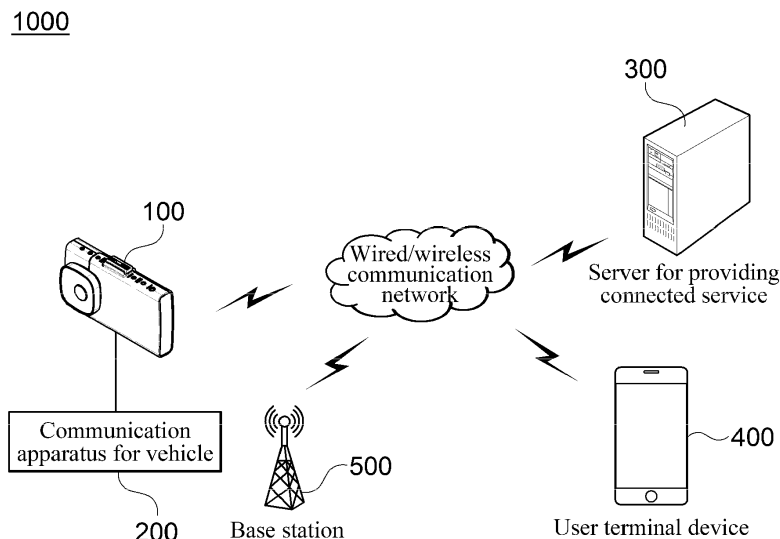 1000
300
100
Wired/wireless
communication
network
Server for providing
connected service
Communication
apparatus for vehicle
200
500
Base station
400
User terminal device